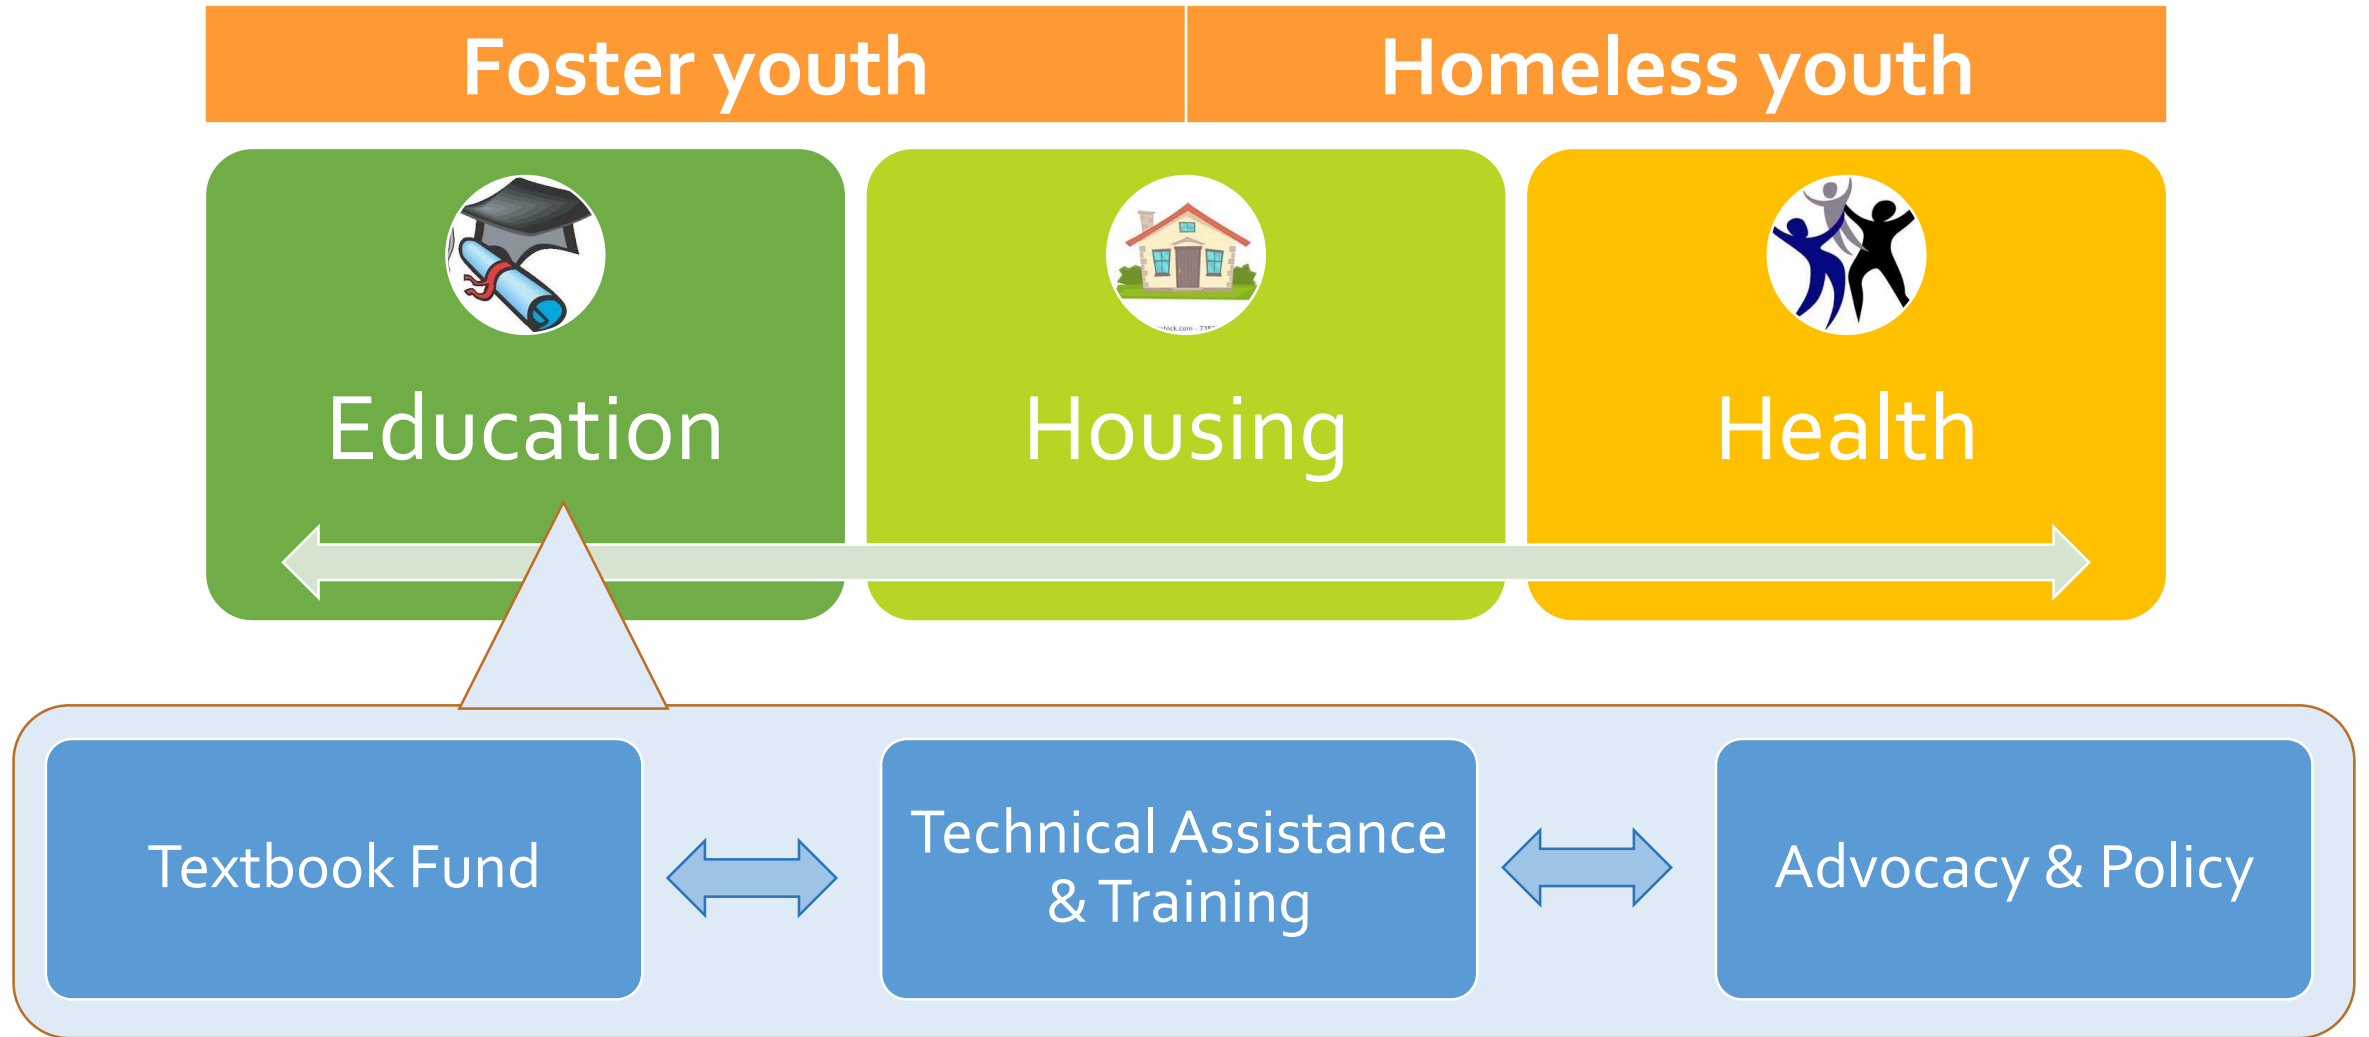 Foster youth
Homeless youth
Education
Housing
Health
Textbook Fund
Technical Assistance
& Training
Advocacy & Policy